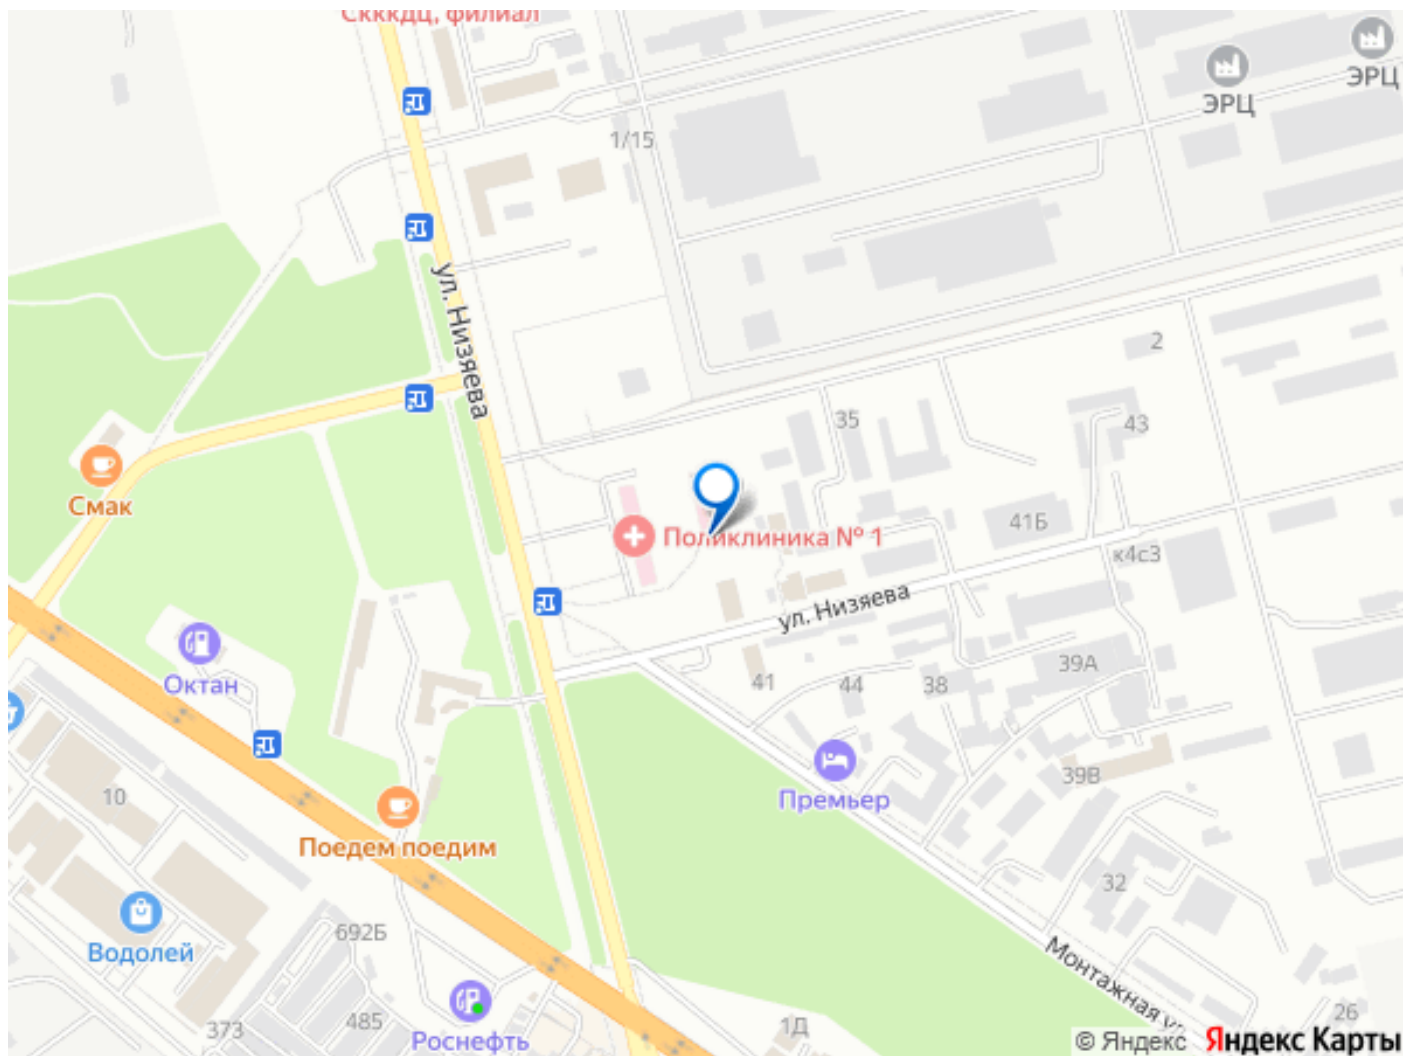 Скккдц, филиал
ЭРЦ
ЭРЦ
1/15
ул. Низяева
2
35
43
Смак
41Б
Поликлиника № 1
к4с3
ул. Низяева
Октан
41
44
38
39А
Премьер
39В
10
Поедем поедим
32
692Б
Водолей
Монтажная ул.
373
485
Роснефть
1Д
26
© Яндекс Яндекс Карты